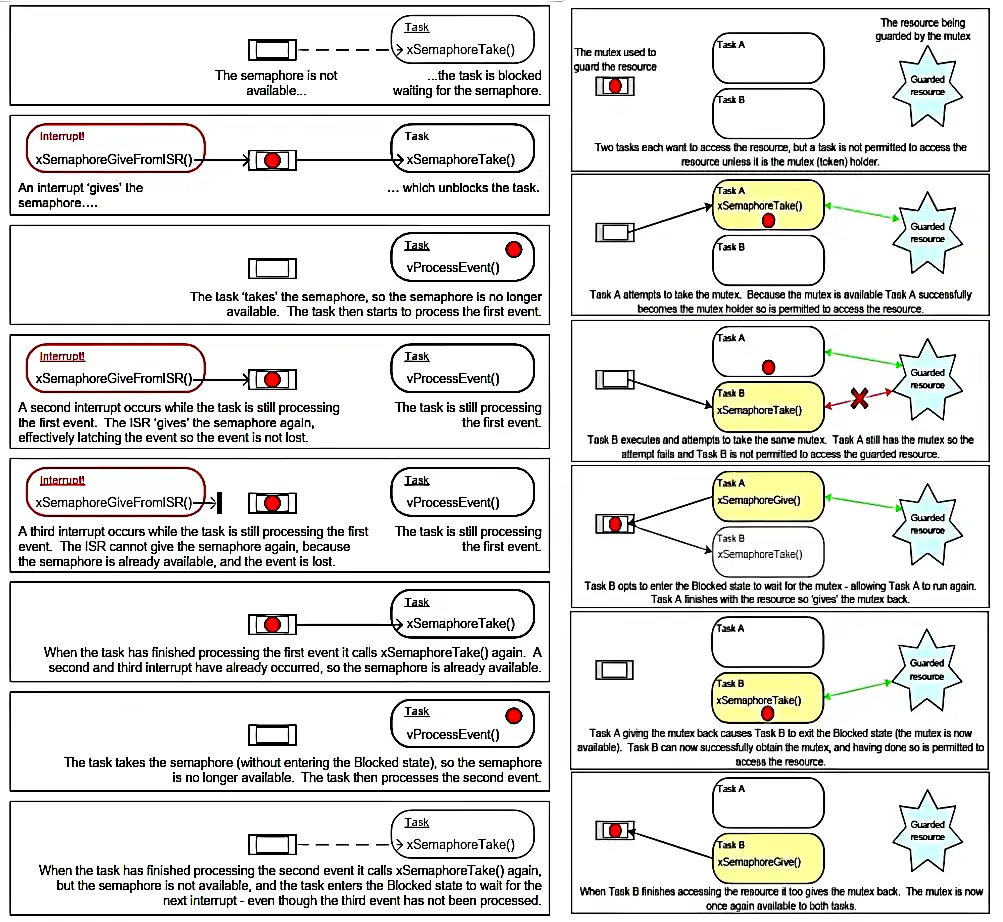 Task
xSemaphoreTake()
The semaphore is not
available...
...the task is blocked
waiting for the semaphore.
Interrupt!
xSemaphoreGiveFromISR()
Task
xSemaphoreTake()
An interrupt ‘gives’ the
semaphore....
... which unblocks the task.
Task
vProcessEvent()
The task ‘takes’ the semaphore, so the semaphore is no longer
available. The task then starts to process the first event.
Interrupt!
xSemaphoreGiveFromISR()
Task
vProcessEvent()
A second interrupt occurs while the task is still processing
the first event. The ISR ‘gives’ the semaphore again,
effectively latching the event so the event is not lost.
The task is still processing
the first event.
Interrupt!
xSemaphoreGiveFromISR()
Task
vProcessEvent()
A third interrupt occurs while the task is still processing the first
event. The ISR cannot give the semaphore again, because
the semaphore is already available, and the event is lost.
The task is still processing
the first event.
Task
xSemaphoreTake()
When the task has finished processing the first event it calls xSemaphoreTake() again. A
second and third interrupt have already occurred, so the semaphore is already available.
Task
vProcessEvent()
The task takes the semaphore (without entering the Blocked state), so the semaphore
is no longer available. The task then processes the second event.
Task
xSemaphoreTake()
When the task has finished processing the second event it calls xSemaphoreTake() again,
but the semaphore is not available, and the task enters the Blocked state to wait for the
next interrupt - even though the third event has not been processed.
The mutex used to
guard the resource
Task A
Task B
The resource being
guarded by the mutex
Guarded
resource
Two tasks each want to access the resource, but a task is not permitted to access the
resource unless it is the mutex (token) holder.
Task A
xSemaphoreTake()
Task B
Guarded
resource
Task A attempts to take the mutex. Because the mutex is available Task A successfully
becomes the mutex holder so is permitted to access the resource.
Task A
Task B
xSemaphoreTake()
Guarded
resource
Task B executes and attempts to take the same mutex. Task A still has the mutex so the
attempt fails and Task B is not permitted to access the guarded resource.
Task A
xSemaphoreGive()
Task B
xSemaphoreTake()
Guarded
resource
Task B opts to enter the Blocked state to wait for the mutex - allowing Task A to run again.
Task A finishes with the resource so ‘gives’ the mutex back.
Task A
Task B
xSemaphoreTake()
Guarded
resource
Task A giving the mutex back causes Task B to exit the Blocked state (the mutex is now
available). Task B can now successfully obtain the mutex, and having done so is permitted to
access the resource.
Task A
Task B
xSemaphoreGive()
Guarded
resource
When Task B finishes accessing the resource it too gives the mutex back. The mutex is now
once again available to both tasks.